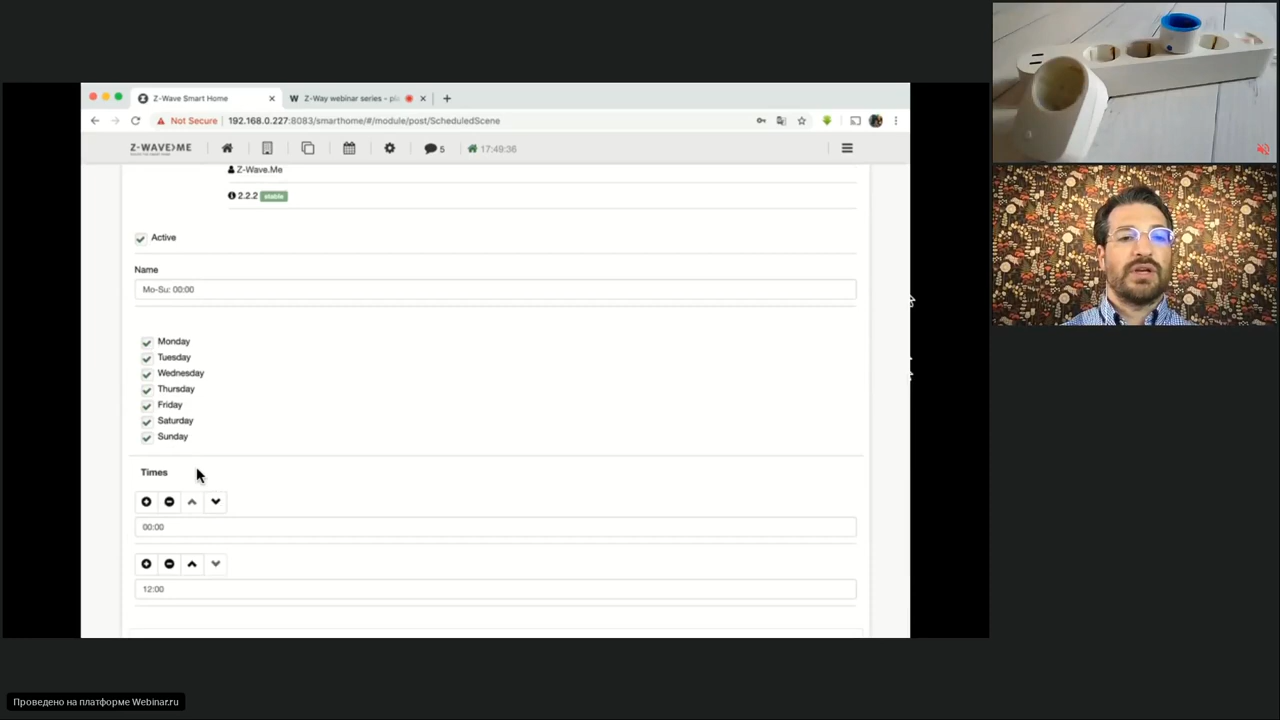 Z-Wave Smart Home
Z-Way webinar series - pi
Not Secure
192.168.0.227:8083/smarthome/#/module/post/ScheduledScene
Z-WAVE>ME
5
17:49:36
Z-Wave.Me
2.2.2 stable
Active
Name
Mo-Su: 00:00
Monday
Tuesday
Wednesday
Thursday
Friday
Saturday
Sunday
Times
00:00
12:00
Проведено на платформе Webinar.ru